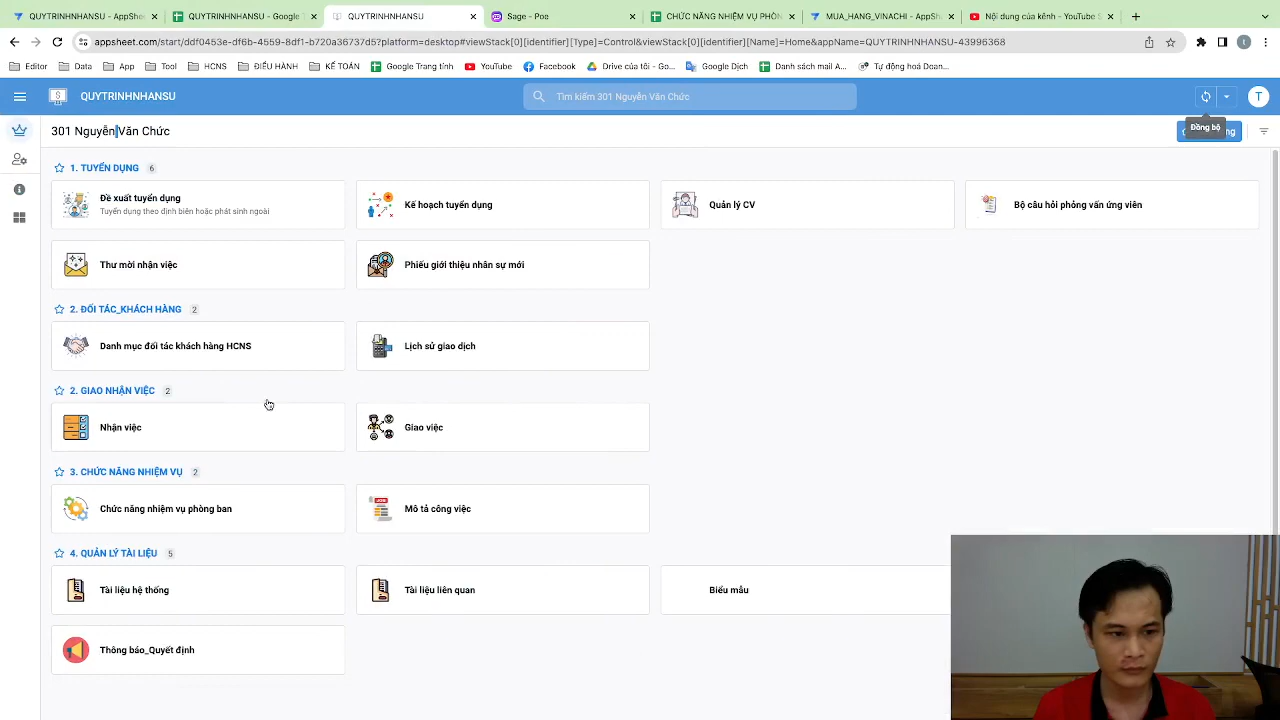 QUYTRINHNHANSU - AppShee
QUYTRINHNHANSU - Google T
QUYTRINHNHANSU
Sage - Poe
CHỨC NĂNG NHIỆM VỤ PHÒN
MUA_HANG_VINACHI - AppSh
Nội dung của kênh - YouTube S
appsheet.com/start/ddf0453e-df6b-4559-8df1-b720a36737d5?platform=desktop#viewStack[0][identifier][Type]=Control&viewStack[0][identifier][Name]=Home&appName=QUYTRINHNHANSU-43996368
Editor
Data
App
Tool
HCNS
ĐIỀU HÀNH
KẾ TOÁN
Google Trang tính
YouTube
Facebook
Drive của tôi - Go...
Google Dịch
Danh sách mail A...
Tự động hoá Doan...
QUYTRINHNHANSU
Tìm kiếm 301 Nguyễn Văn Chức
T
301 Nguyễn Văn Chức
Đồng bộ
1. TUYỂN DỤNG 6
Đề xuất tuyển dụng
Tuyển dụng theo định biên hoặc phát sinh ngoài
Kế hoạch tuyển dụng
Quản lý CV
Bộ câu hỏi phỏng vấn ứng viên
Thư mời nhận việc
Phiếu giới thiệu nhân sự mới
2. ĐỐI TÁC_KHÁCH HÀNG 2
Danh mục đối tác khách hàng HCNS
Lịch sử giao dịch
2. GIAO NHẬN VIỆC 2
Nhận việc
Giao việc
3. CHỨC NĂNG NHIỆM VỤ 2
Chức năng nhiệm vụ phòng ban
Mô tả công việc
4. QUẢN LÝ TÀI LIỆU 5
Tài liệu hệ thống
Tài liệu liên quan
Biểu mẫu
Thông báo_Quyết định